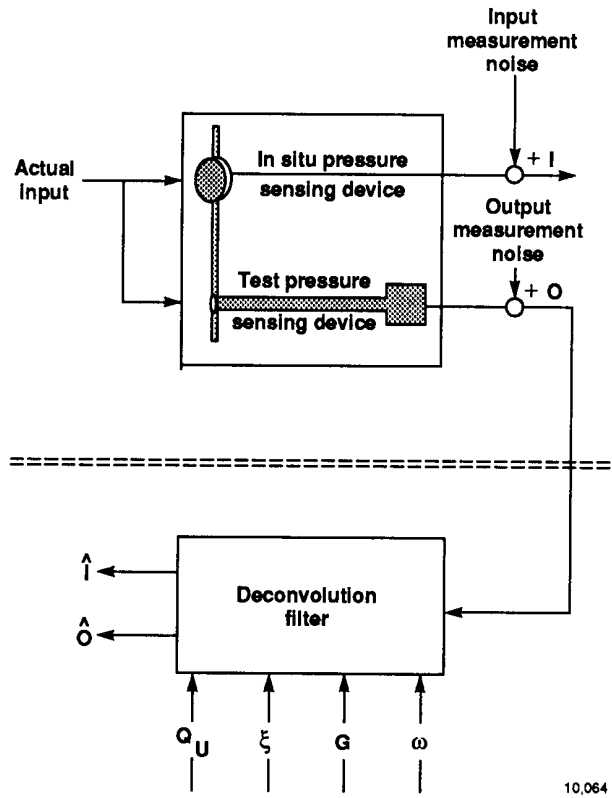 Input
measurement
noise
Actual
input
In situ pressure
sensing device
+ I
Output
measurement
noise
Test pressure
sensing device
+ O
Î
Ô
Deconvolution
filter
Q_U
ξ
G
ω
10,064